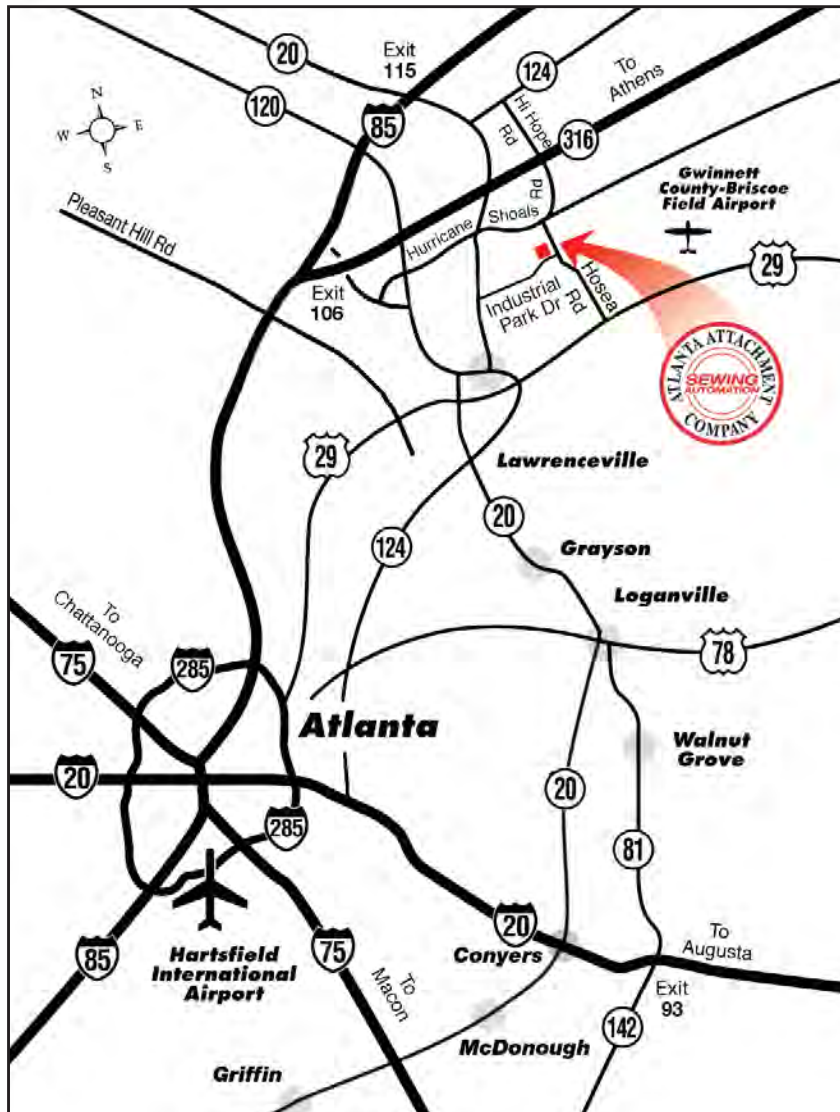 20
Exit
115
124
To
Athens
120
N
W
E
S
85
Hi Hope
Rd
316
Rd
Gwinnett
County-Briscoe
Field Airport
Pleasant Hill Rd
Hurricane
Shoals
29
Exit
106
Industrial
Park Dr
Hosea
Rd
ATLANTA ATTACHMENT
SEWING
AUTOMATION
COMPANY
29
Lawrenceville
20
124
Grayson
Loganville
To
Chattanooga
75
285
78
Atlanta
Walnut
Grove
20
20
285
81
20
To
Augusta
85
Hartsfield
International
Airport
75
To
Macon
Conyers
Exit
93
142
McDonough
Griffin